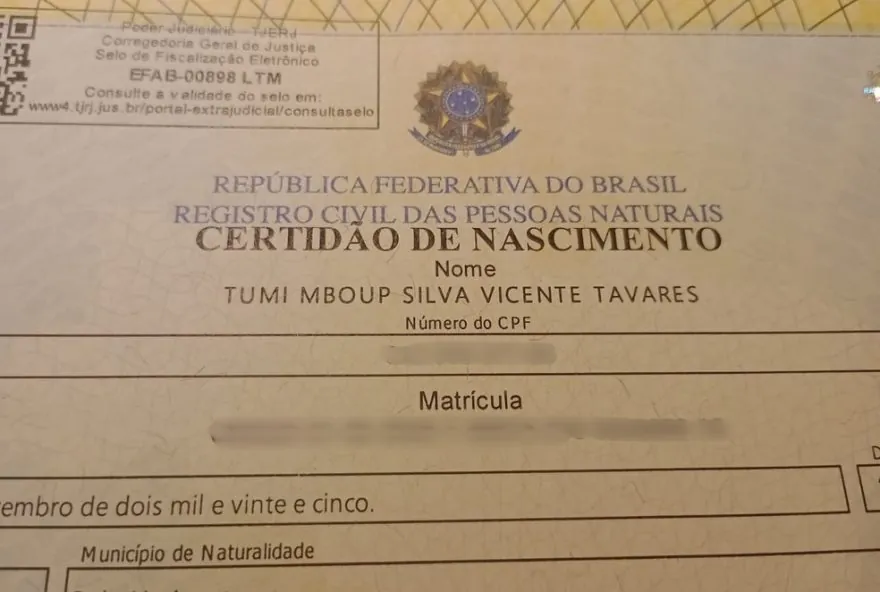 Poder Judiciário - TJERJ
Corregedoria Geral de Justiça
Selo de Fiscalização Eletrônico
EFAB-00898 LTM
Consulte a validade do selo em:
www4.tjrj.jus.br/portal-extrajudicial/consultaselo
REPÚBLICA FEDERATIVA DO BRASIL
REGISTRO CIVIL DAS PESSOAS NATURAIS
CERTIDÃO DE NASCIMENTO
Nome
TUMI MBOUP SILVA VICENTE TAVARES
Número do CPF
Matrícula
embro de dois mil e vinte e cinco.
Município de Naturalidade